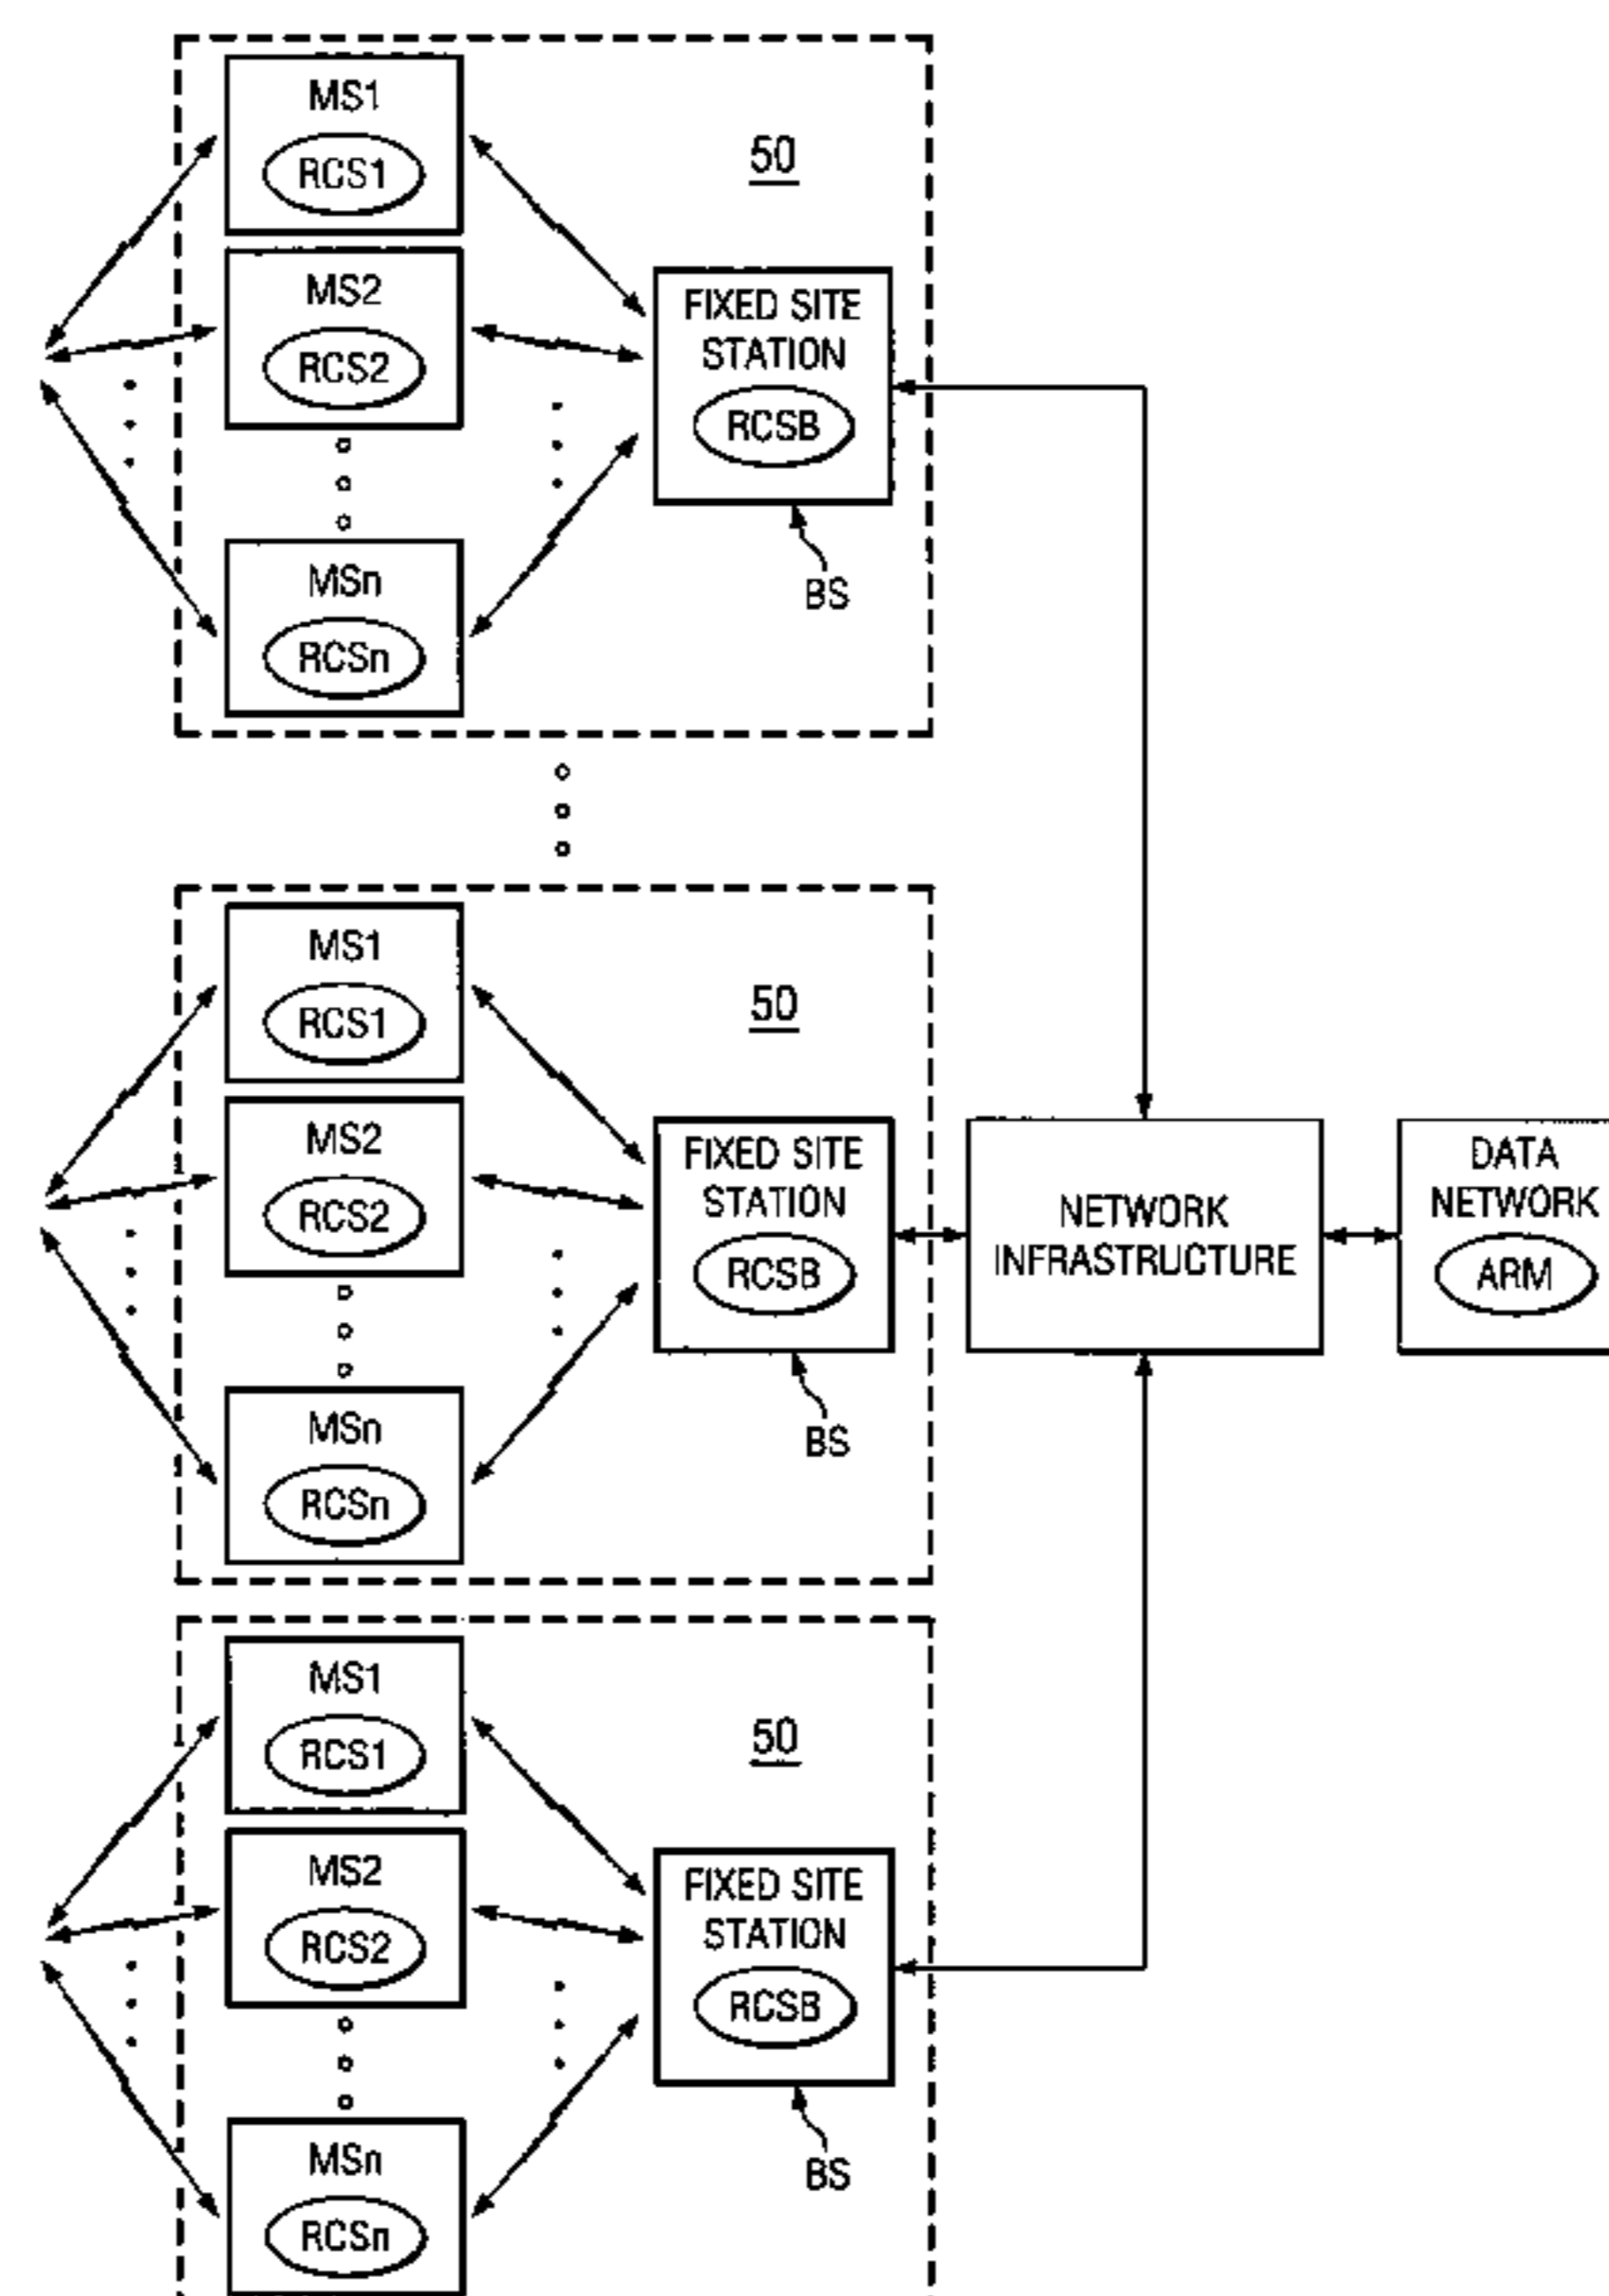 MS1
RCS1
50
MS2
RCS2
FIXED SITE
STATION
RCSB
BS
MSn
RCSn
MS1
RCS1
50
MS2
RCS2
FIXED SITE
STATION
RCSB
BS
MSn
RCSn
NETWORK
INFRASTRUCTURE
DATA
NETWORK
ARM
MS1
RCS1
50
MS2
RCS2
FIXED SITE
STATION
RCSB
BS
MSn
RCSn